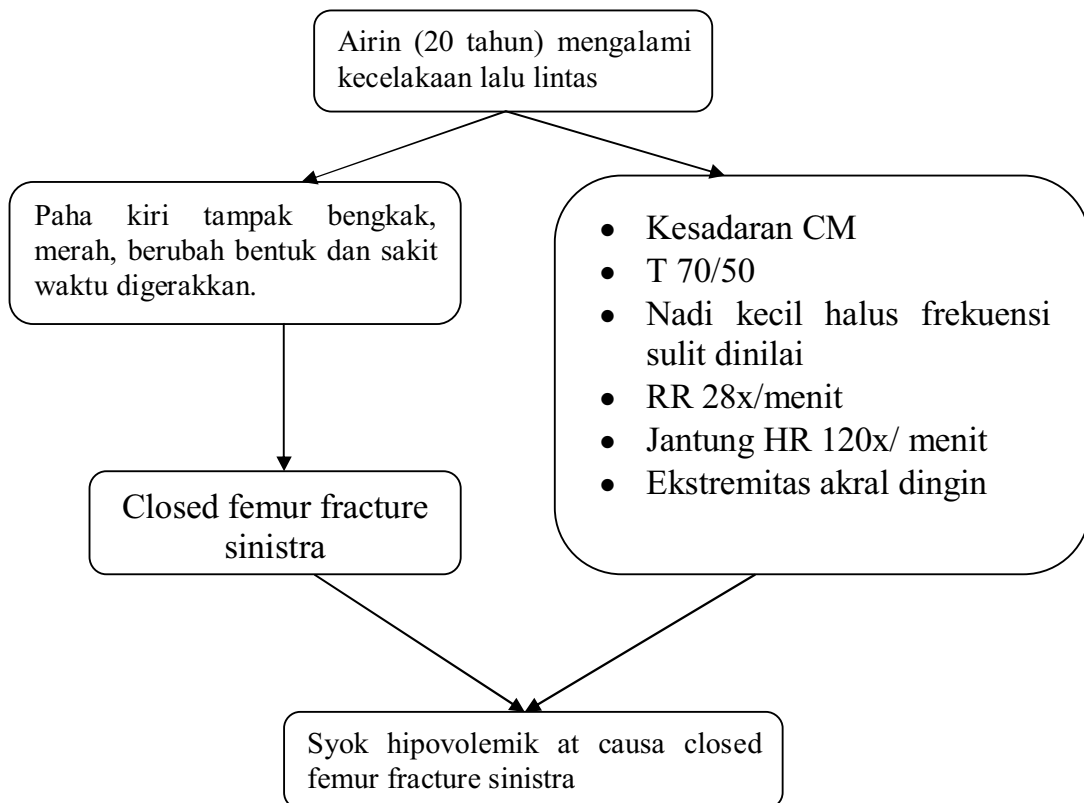 Airin (20 tahun) mengalami
kecelakaan lalu lintas
Paha kiri tampak bengkak,
merah, berubah bentuk dan sakit
waktu digerakkan.
• Kesadaran CM
• T 70/50
• Nadi kecil halus frekuensi
sulit dinilai
• RR 28x/menit
• Jantung HR 120x/ menit
• Ekstremitas akral dingin
Closed femur fracture
sinistra
Syok hipovolemik at causa closed
femur fracture sinistra